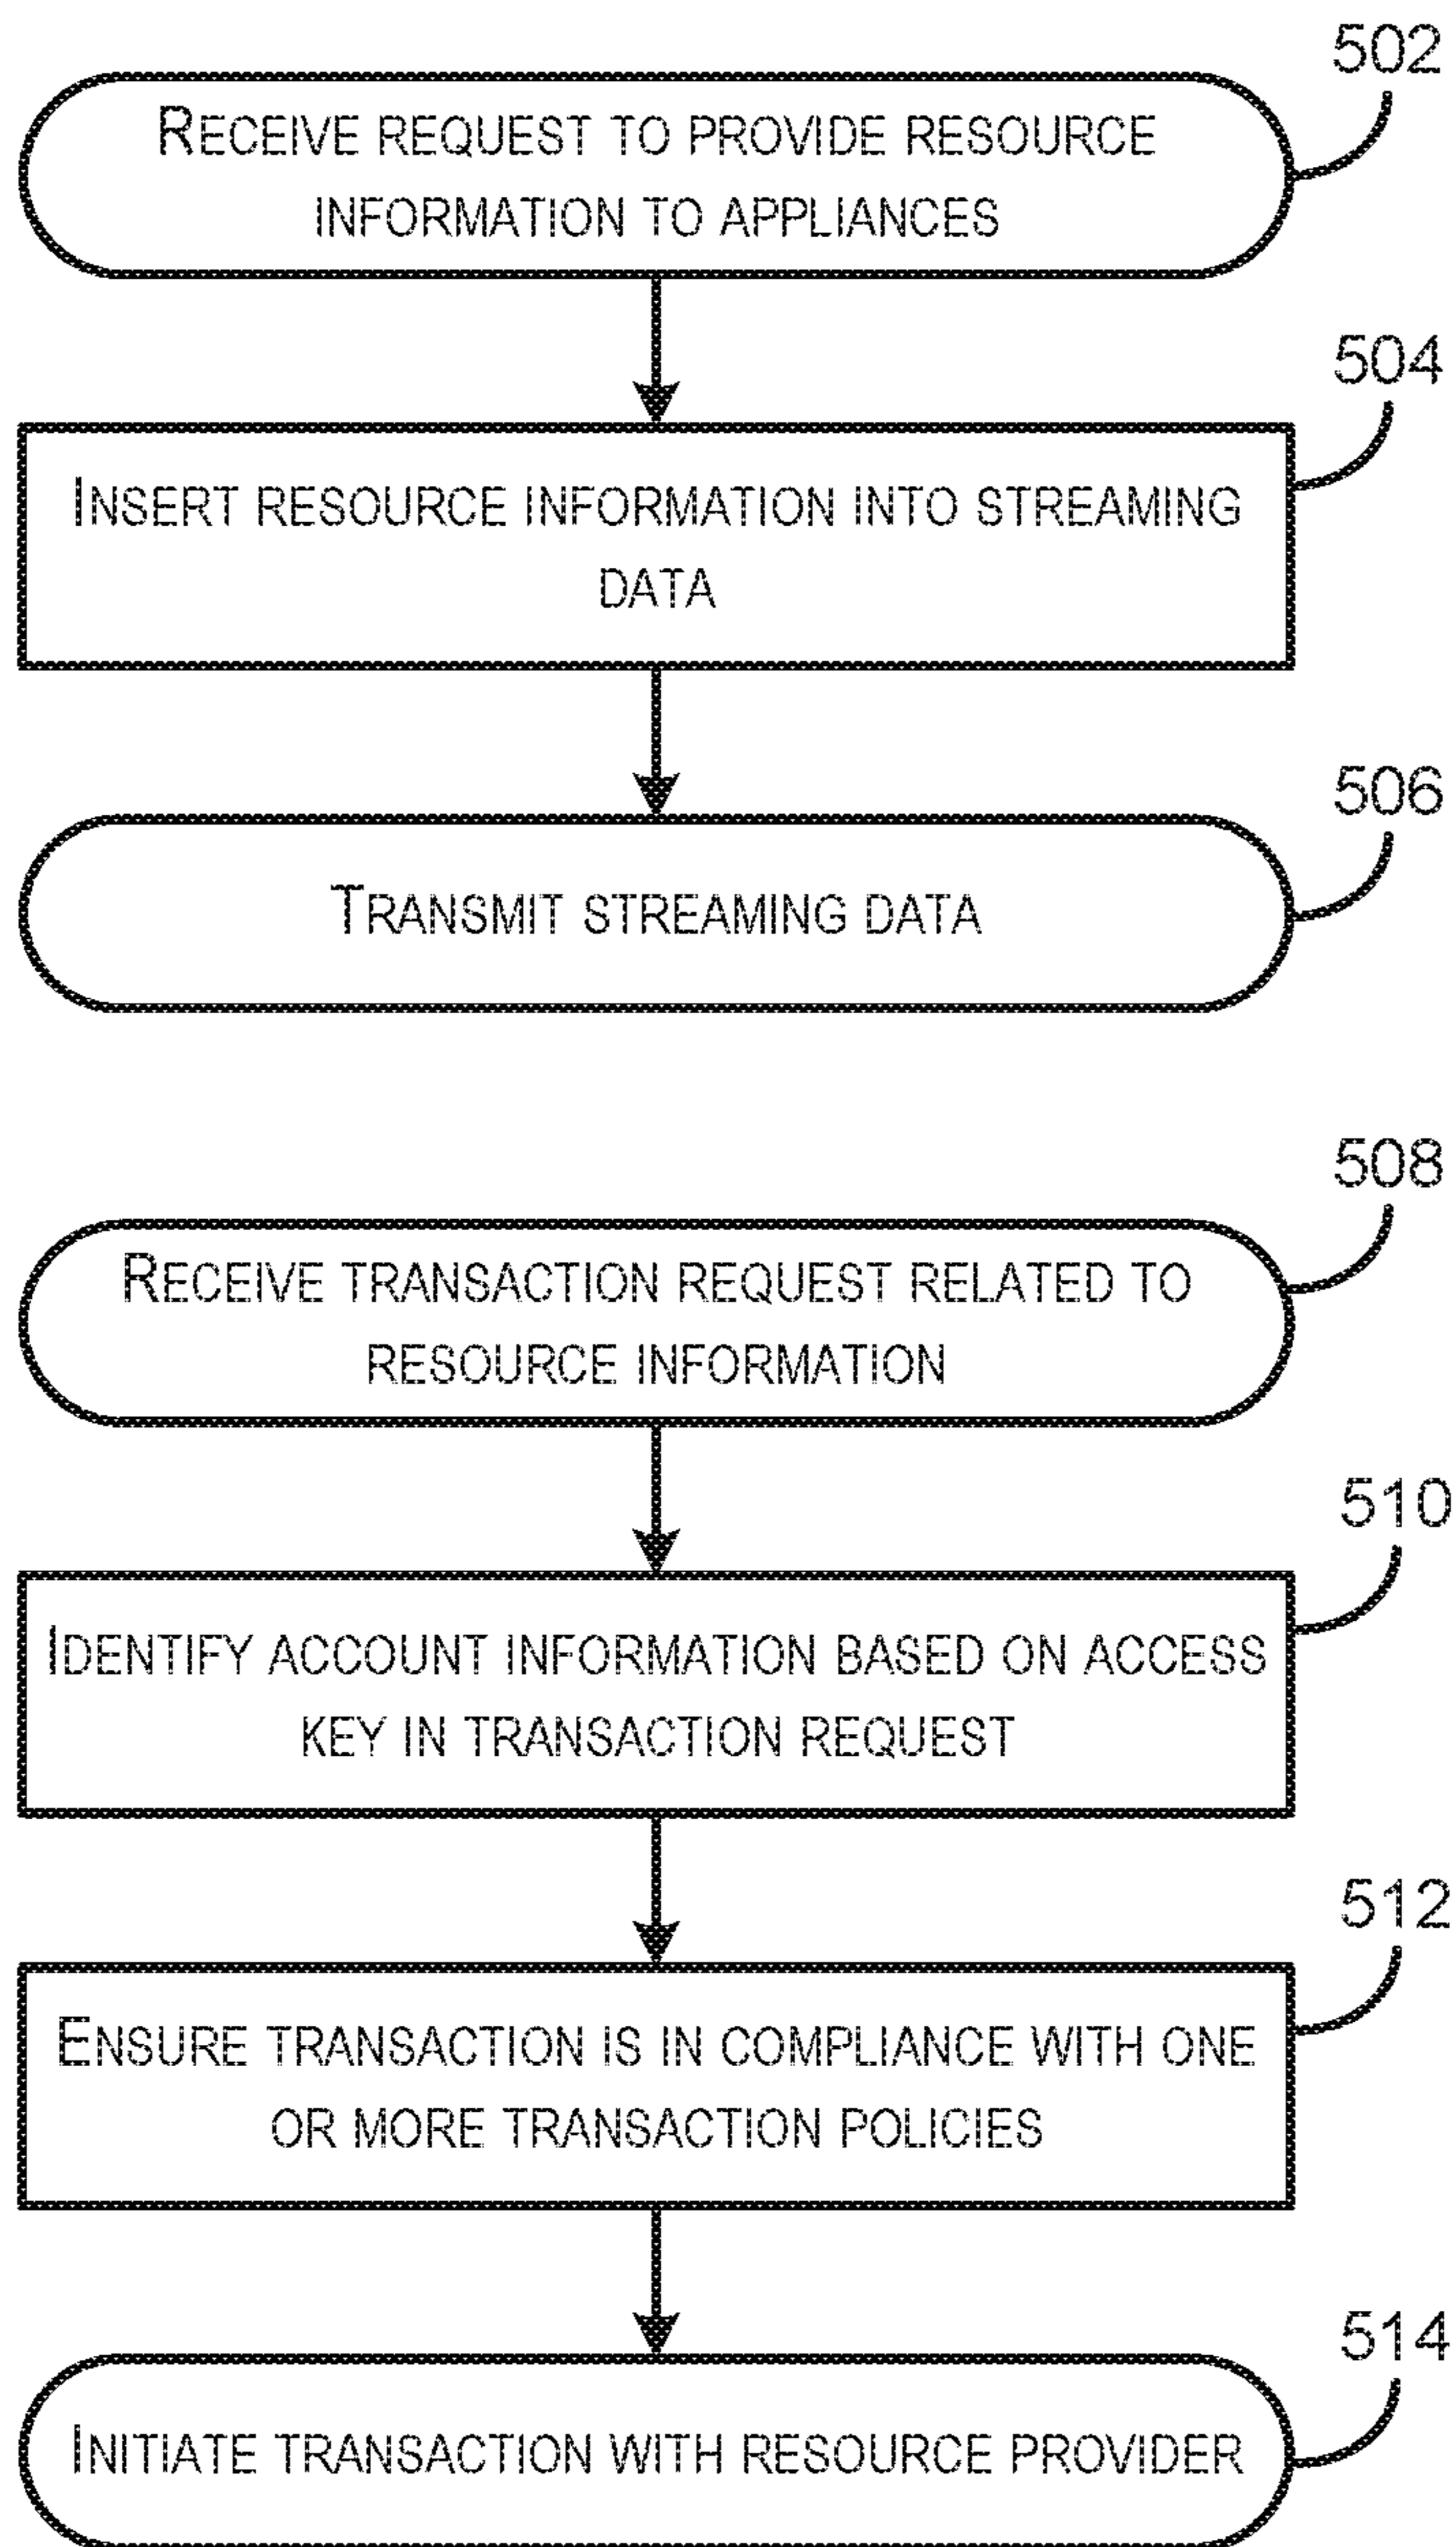 502
RECEIVE REQUEST TO PROVIDE RESOURCE
INFORMATION TO APPLIANCES
504
INSERT RESOURCE INFORMATION INTO STREAMING
DATA
506
TRANSMIT STREAMING DATA
508
RECEIVE TRANSACTION REQUEST RELATED TO
RESOURCE INFORMATION
510
IDENTIFY ACCOUNT INFORMATION BASED ON ACCESS
KEY IN TRANSACTION REQUEST
512
ENSURE TRANSACTION IS IN COMPLIANCE WITH ONE
OR MORE TRANSACTION POLICIES
514
INITIATE TRANSACTION WITH RESOURCE PROVIDER